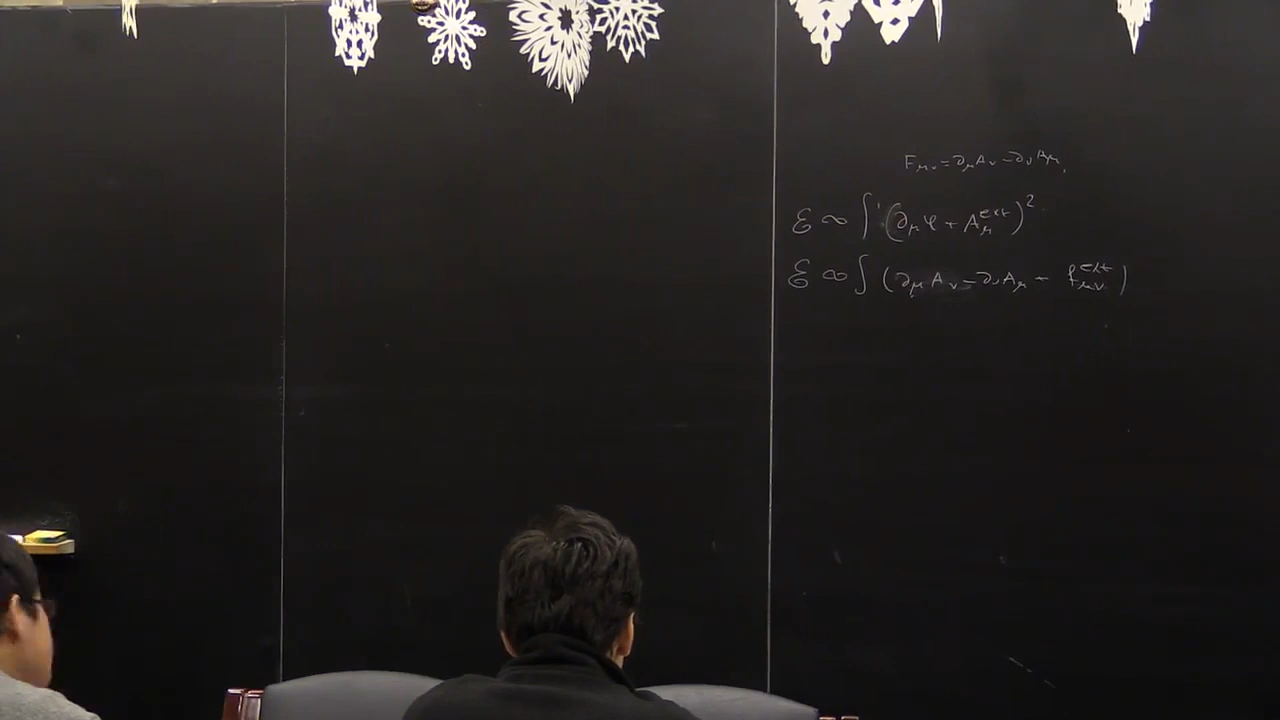 F_{μν} = ∂_μ A_ν - ∂_ν A_μ,
ℰ ∝ ∫ (∂_μ φ + A_μ^{ext})^2
ℰ ∝ ∫ (∂_μ A_ν - ∂_ν A_μ - f_{μν}^{ext})